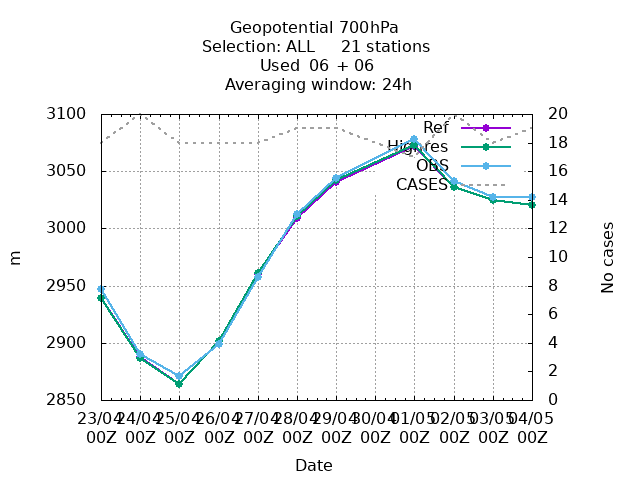 Geopotential 700hPa
Selection: ALL     21 stations
Used  06 + 06
Averaging window: 24h
3100
3050
3000
2950
2900
2850
20
18
16
14
12
10
8
6
4
2
0
Ref
Highres
OBS
CASES
m
No cases
23/04 24/04 25/04 26/04 27/04 28/04 29/04 30/04 01/05 02/05 03/05 04/05
00Z 00Z 00Z 00Z 00Z 00Z 00Z 00Z 00Z 00Z 00Z 00Z
Date